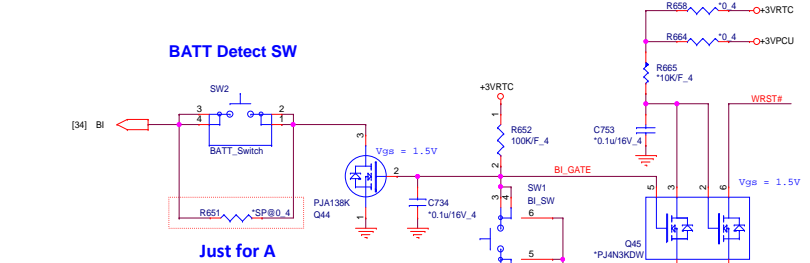 R658 *0_4 +3VRTC
R664 *0_4 +3VPCU
BATT Detect SW
R665
*10K/F_4
SW2
+3VRTC
3 2
4 1
[34] BI
BATT_Switch
1
R652
100K/F_4
2
C753
*0.1u/16V_4
WRST#
3
Vgs = 1.5V
2
BI_GATE
5 3 2 6
Vgs = 1.5V
PJA138K
Q44
1
C734
*0.1u/16V_4
SW1
BI_SW
3 4
6
5
R651 *SP@0_4
Just for A
Q45
*PJ4N3KDW